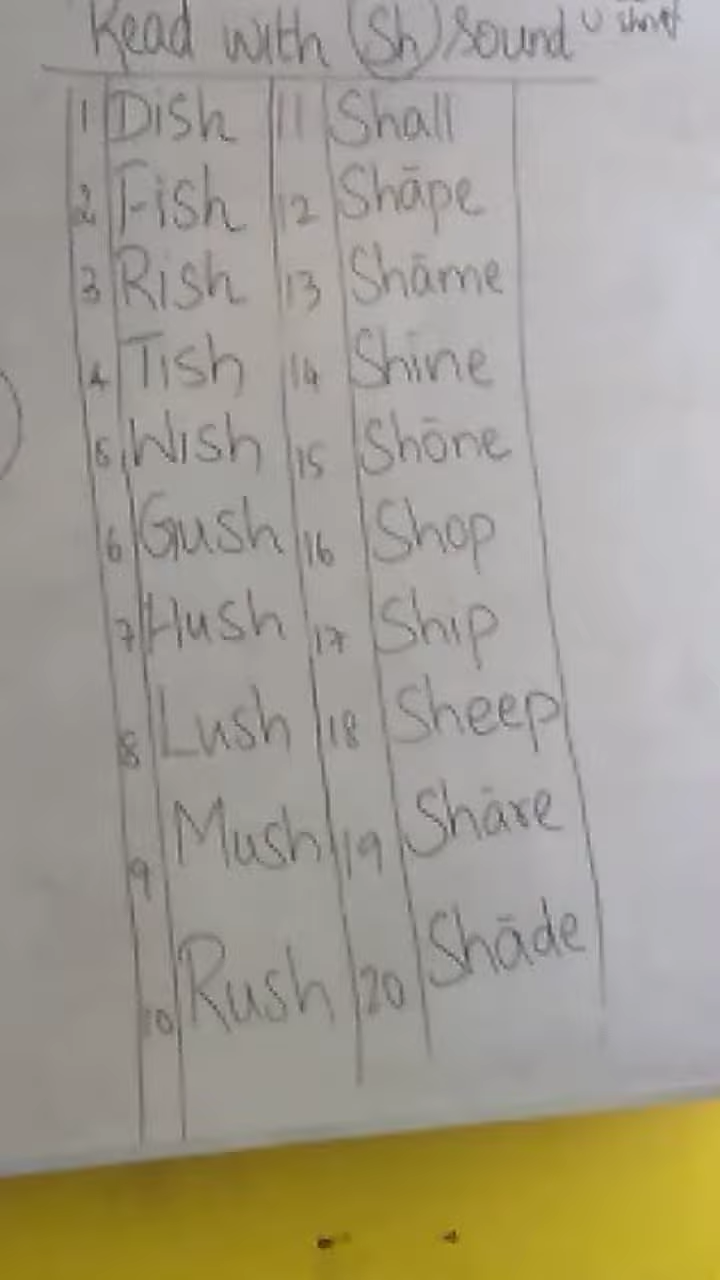 Read with (Sh) sound ᴗ short
1 Dish 11 Shall
2 Fish 12 Shāpe
3 Rish 13 Shāme
4 Tish 14 Shīne
5 Wish 15 Shōne
6 Gush 16 Shop
7 Hush 17 Ship
8 Lush 18 Sheep
9 Mush 19 Shāre
10 Rush 20 Shāde